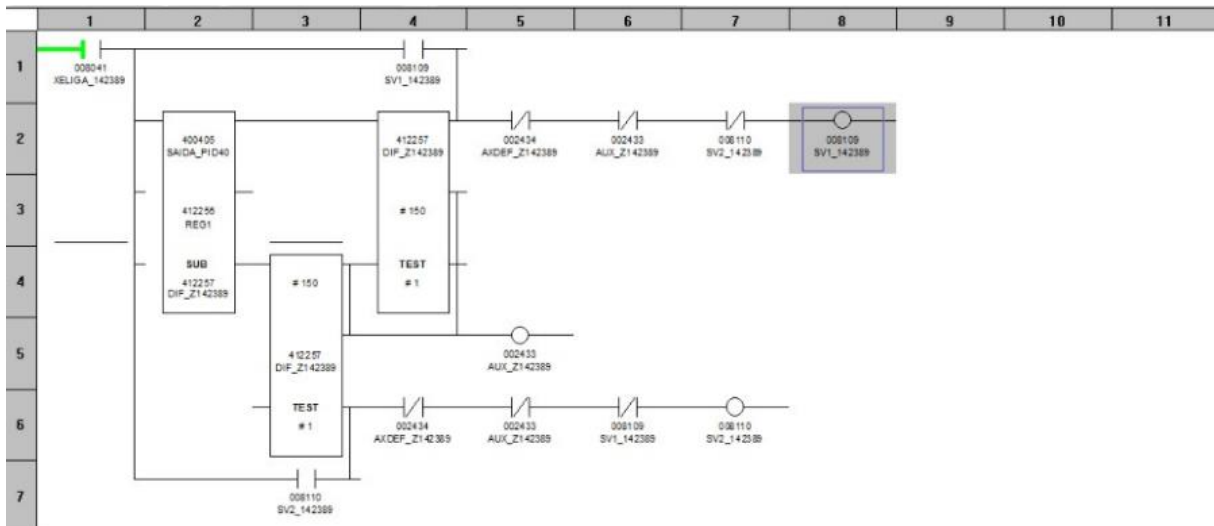 1 2 3 4 5 6 7 8 9 10 11
1
008041
XELIGA_142389
008109
SV1_142389
2
400405
SAIDA_PID40
412257
DIF_Z142389
002434
AXDEF_Z142389
002433
AUX_Z142389
008110
SV2_142389
008109
SV1_142389
3
412256
REG1
# 150
4
SUB
412257
DIF_Z142389
# 150
TEST
# 1
5
412257
DIF_Z142389
002433
AUX_Z142389
6
TEST
# 1
002434
AXDEF_Z142389
002433
AUX_Z142389
008109
SV1_142389
008110
SV2_142389
7
008110
SV2_142389